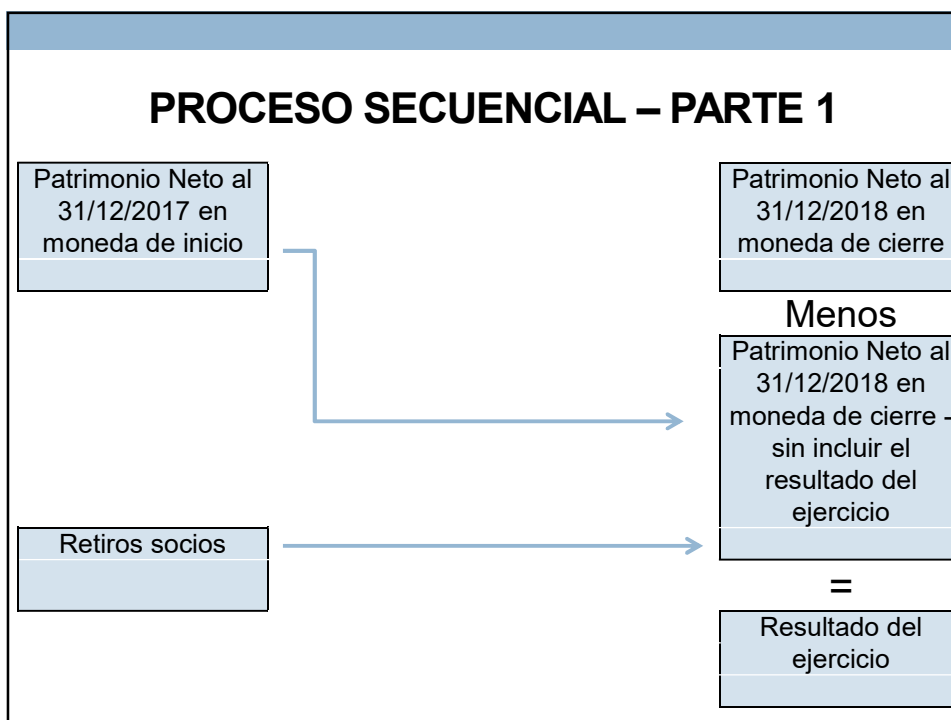 PROCESO SECUENCIAL – PARTE 1
Patrimonio Neto al
31/12/2017 en
moneda de inicio
Retiros socios
Patrimonio Neto al
31/12/2018 en
moneda de cierre
Menos
Patrimonio Neto al
31/12/2018 en
moneda de cierre -
sin incluir el
resultado del
ejercicio
=
Resultado del
ejercicio